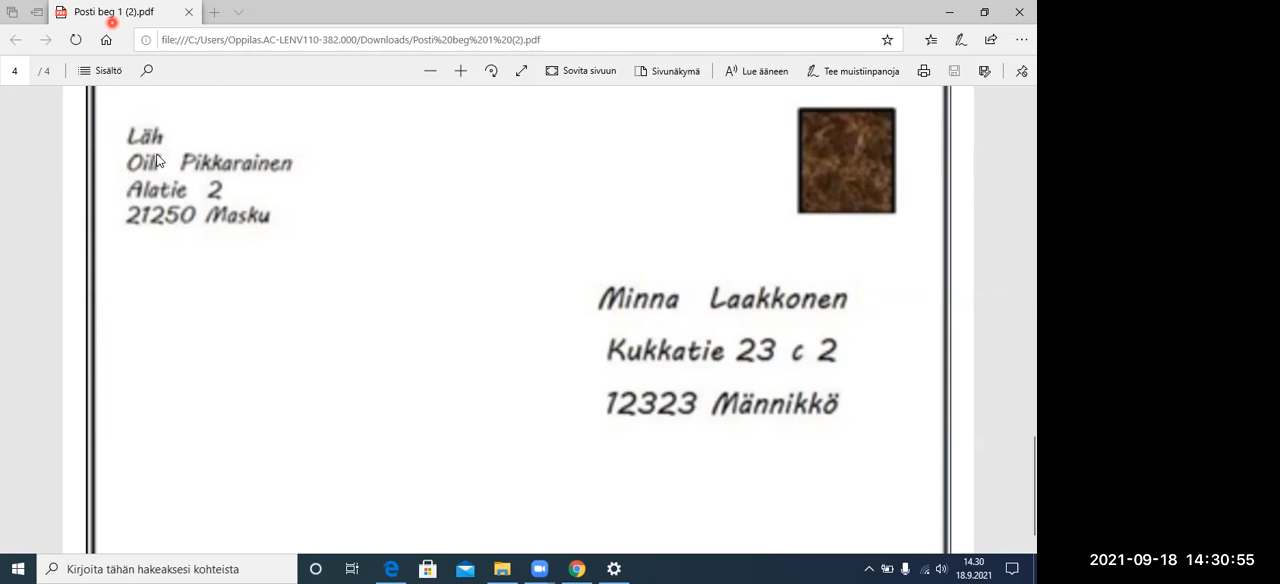 Posti beg 1 (2).pdf
file:///C:/Users/Oppilas.AC-LENV110-382.000/Downloads/Posti%20beg%201%20(2).pdf
4 / 4 Sisältö Sovita sivuun Sivunäkymä Lue ääneen Tee muistiinpanoja
Läh
Oili Pikkarainen
Alatie 2
21250 Masku
Minna Laakkonen
Kukkatie 23 c 2
12323 Männikkö
Kirjoita tähän hakeaksesi kohteista
14.30
18.9.2021
2021-09-18 14:30:55